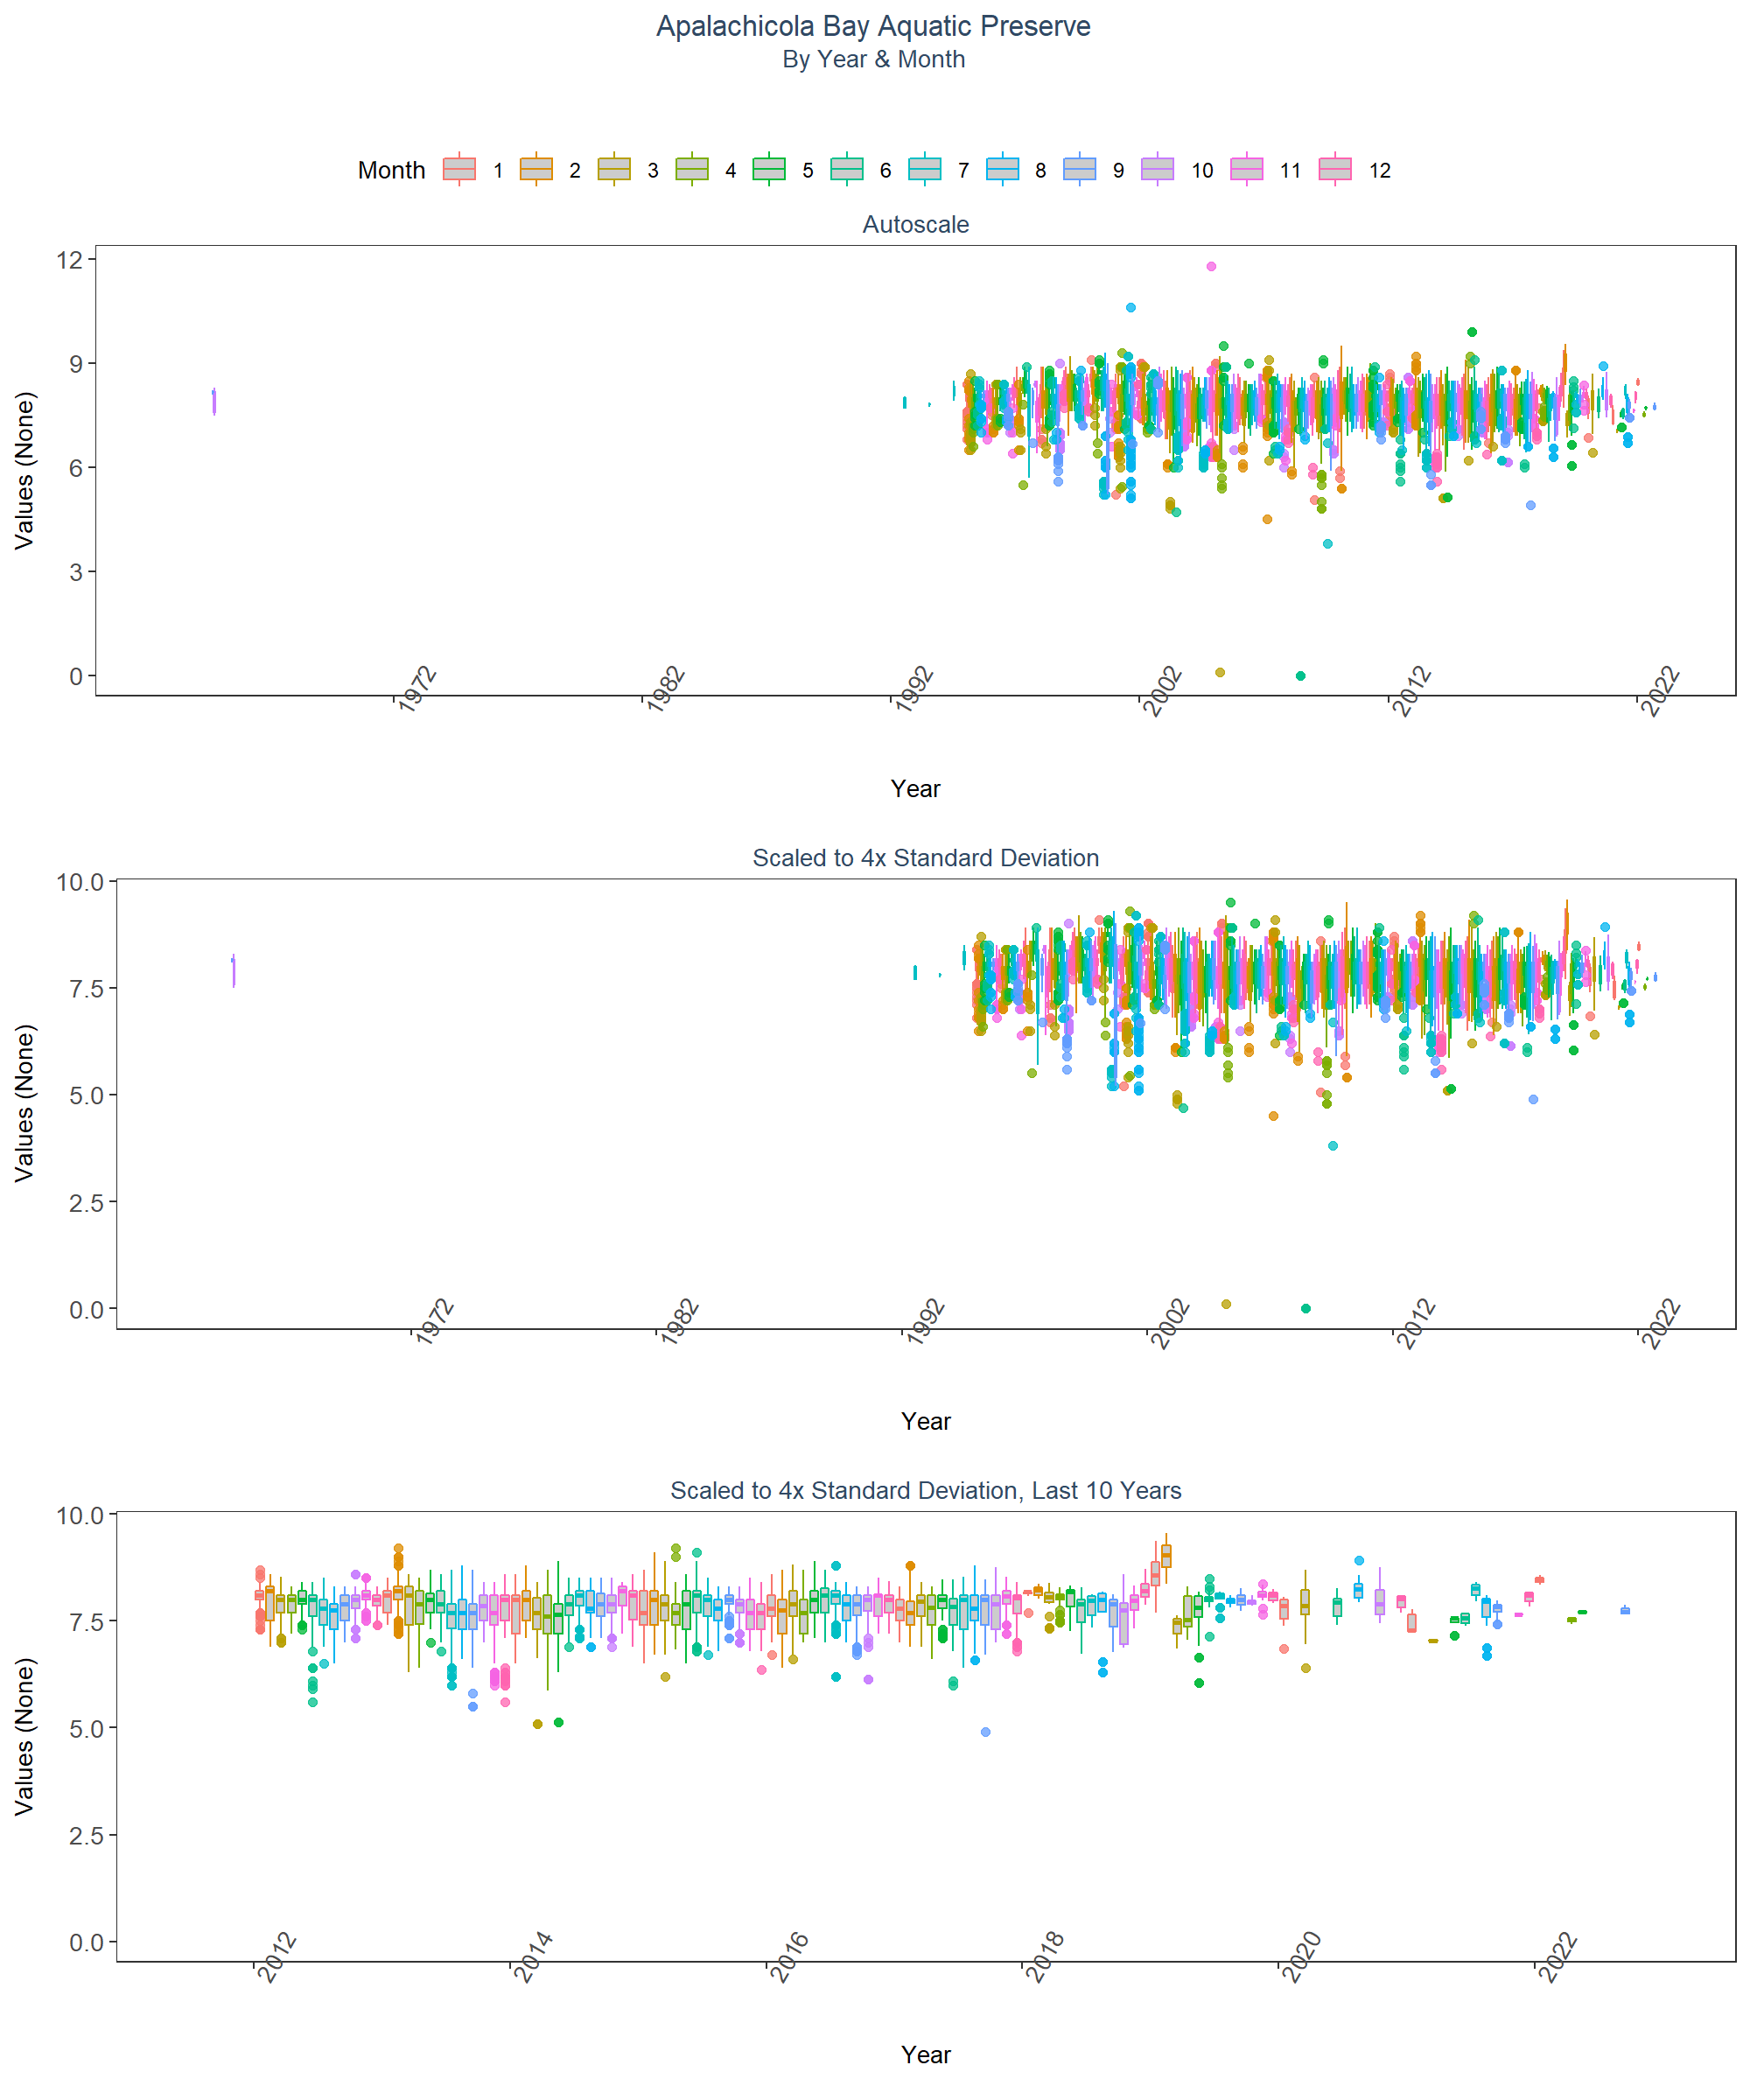 Apalachicola Bay Aquatic Preserve
By Year & Month
Month 1 2 3 4 5 6 7 8 9 10 11 12
Autoscale
12
9
6
3
0
Values (None)
1972 1982 1992 2002 2012 2022
Year
Scaled to 4x Standard Deviation
10.0
7.5
5.0
2.5
0.0
Values (None)
1972 1982 1992 2002 2012 2022
Year
Scaled to 4x Standard Deviation, Last 10 Years
10.0
7.5
5.0
2.5
0.0
Values (None)
2012 2014 2016 2018 2020 2022
Year